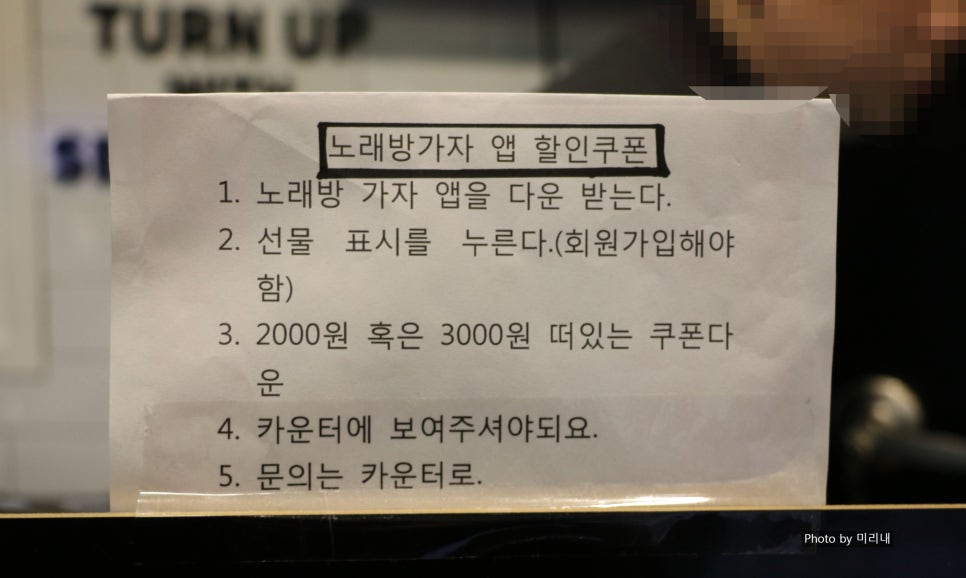 TURN UP
노래방가자 앱 할인쿠폰
1. 노래방 가자 앱을 다운 받는다.
2. 선물 표시를 누른다.(회원가입해야
함)
3. 2000원 혹은 3000원 떠있는 쿠폰다
운
4. 카운터에 보여주셔야되요.
5. 문의는 카운터로.
Photo by 미리내